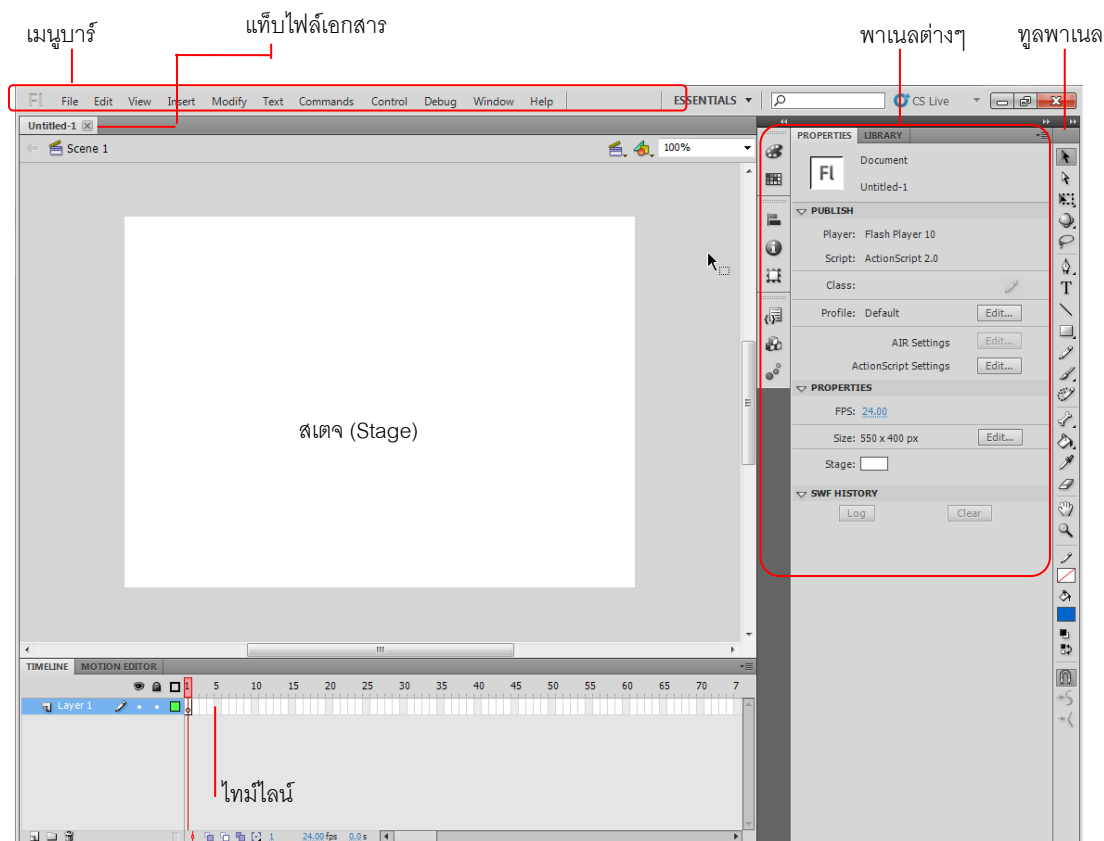 เมนูบาร์
แท็บไฟล์เอกสาร
พาเนลต่างๆ
ทูลพาเนล
Fl File Edit View Insert Modify Text Commands Control Debug Window Help ESSENTIALS CS Live
Untitled-1
Scene 1 100%
PROPERTIES LIBRARY
Fl
Document
Untitled-1
PUBLISH
Player: Flash Player 10
Script: ActionScript 2.0
Class:
Profile: Default Edit...
AIR Settings Edit...
ActionScript Settings Edit...
PROPERTIES
FPS: 24.00
Size: 550 x 400 px Edit...
Stage:
SWF HISTORY
Log Clear
T
สเตจ (Stage)
TIMELINE MOTION EDITOR
1 5 10 15 20 25 30 35 40 45 50 55 60 65 70 7
Layer 1
ไทม์ไลน์
1 24.00 fps 0.0 s